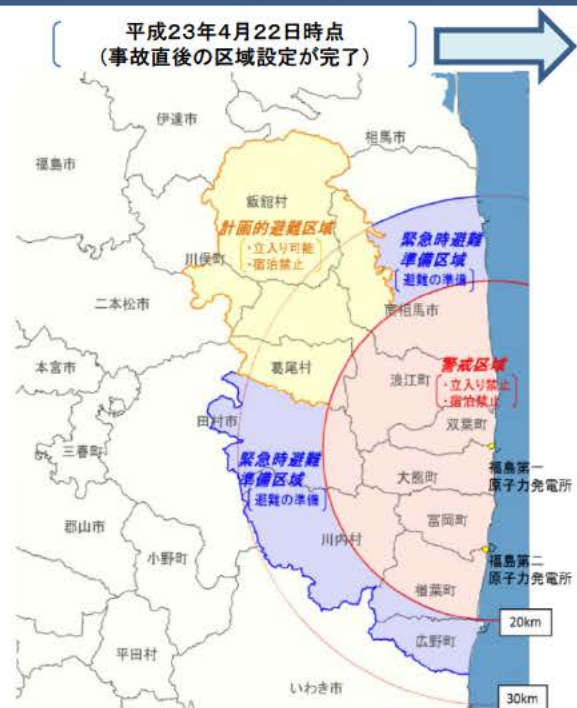 平成23年4月22日時点
(事故直後の区域設定が完了)
伊達市
相馬市
福島市
飯舘村
計画的避難区域
・立入り可能
・宿泊禁止
川俣町
緊急時避難
準備区域
避難の準備
二本松市
南相馬市
本宮市
葛尾村
浪江町
警戒区域
・立入り禁止
・宿泊禁止
双葉町
田村市
三春町
緊急時避難
準備区域
避難の準備
大熊町
福島第一
原子力発電所
郡山市
富岡町
小野町
川内村
福島第二
原子力発電所
楢葉町
20km
広野町
平田村
いわき市
30km